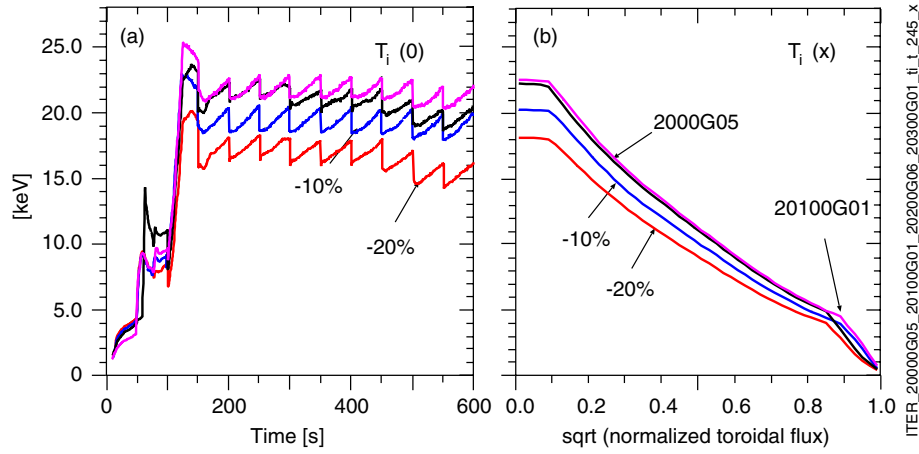 (a)
T_i (0)
25.0
20.0
15.0
10.0
5.0
0
[keV]
-10%
-20%
0
200
400
600
Time [s]
(b)
T_i (x)
2000G05
20100G01
-10%
-20%
0.0
0.2
0.4
0.6
0.8
1.0
sqrt (normalized toroidal flux)
ITER_20000G05_20100G01_20200G06_20300G01_ti_t_245_x